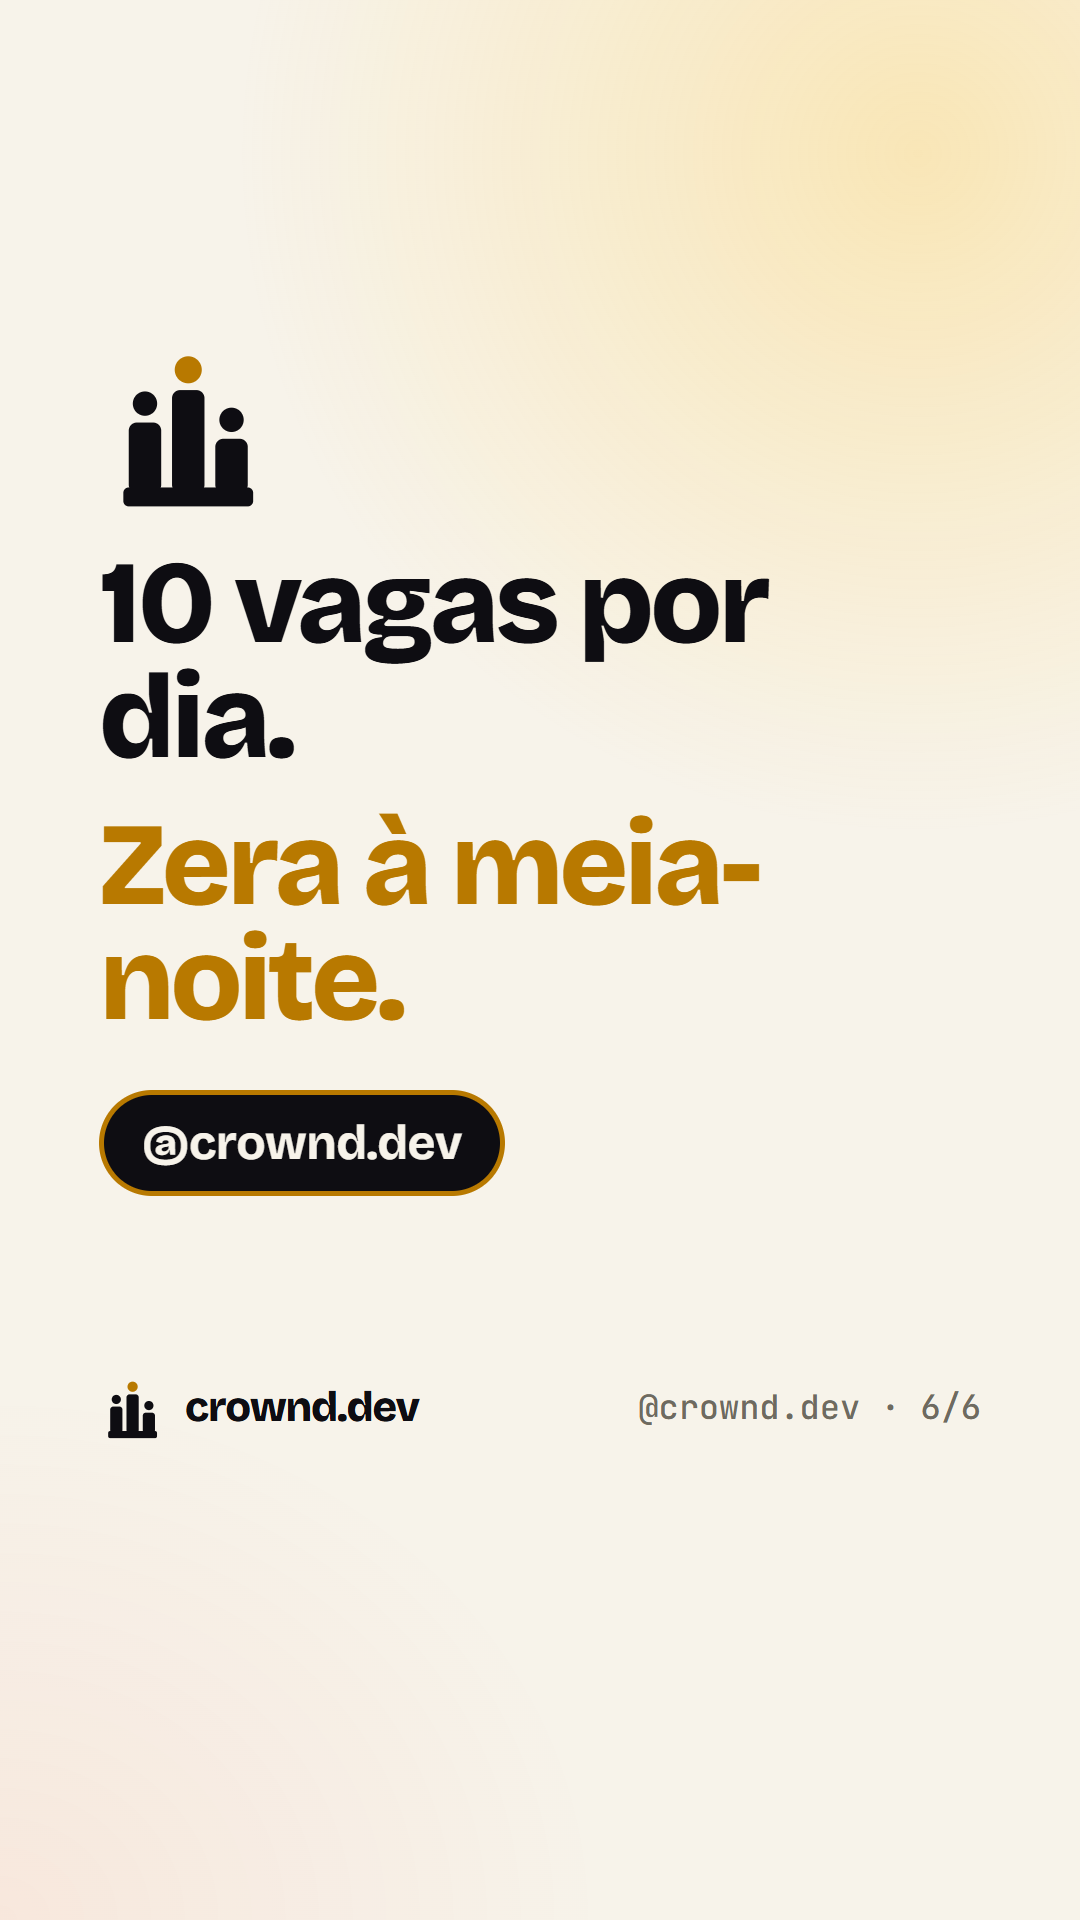 10 vagas por
dia.
Zera à meia-
noite.
@crownd.dev
crownd.dev
@crownd.dev · 6/6